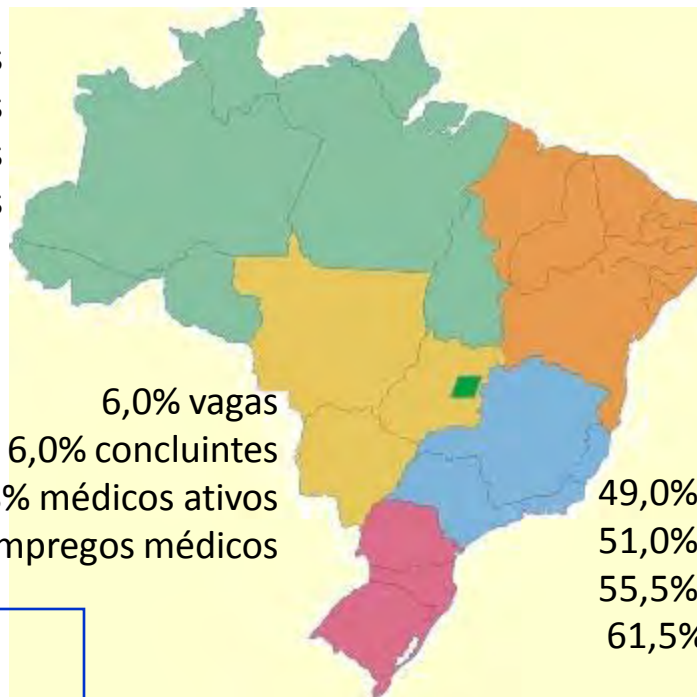 s
s
s
s
6,0% vagas
6,0% concluintes
% médicos ativos
mpregos médicos
49,0%
51,0%
55,5%
61,5%